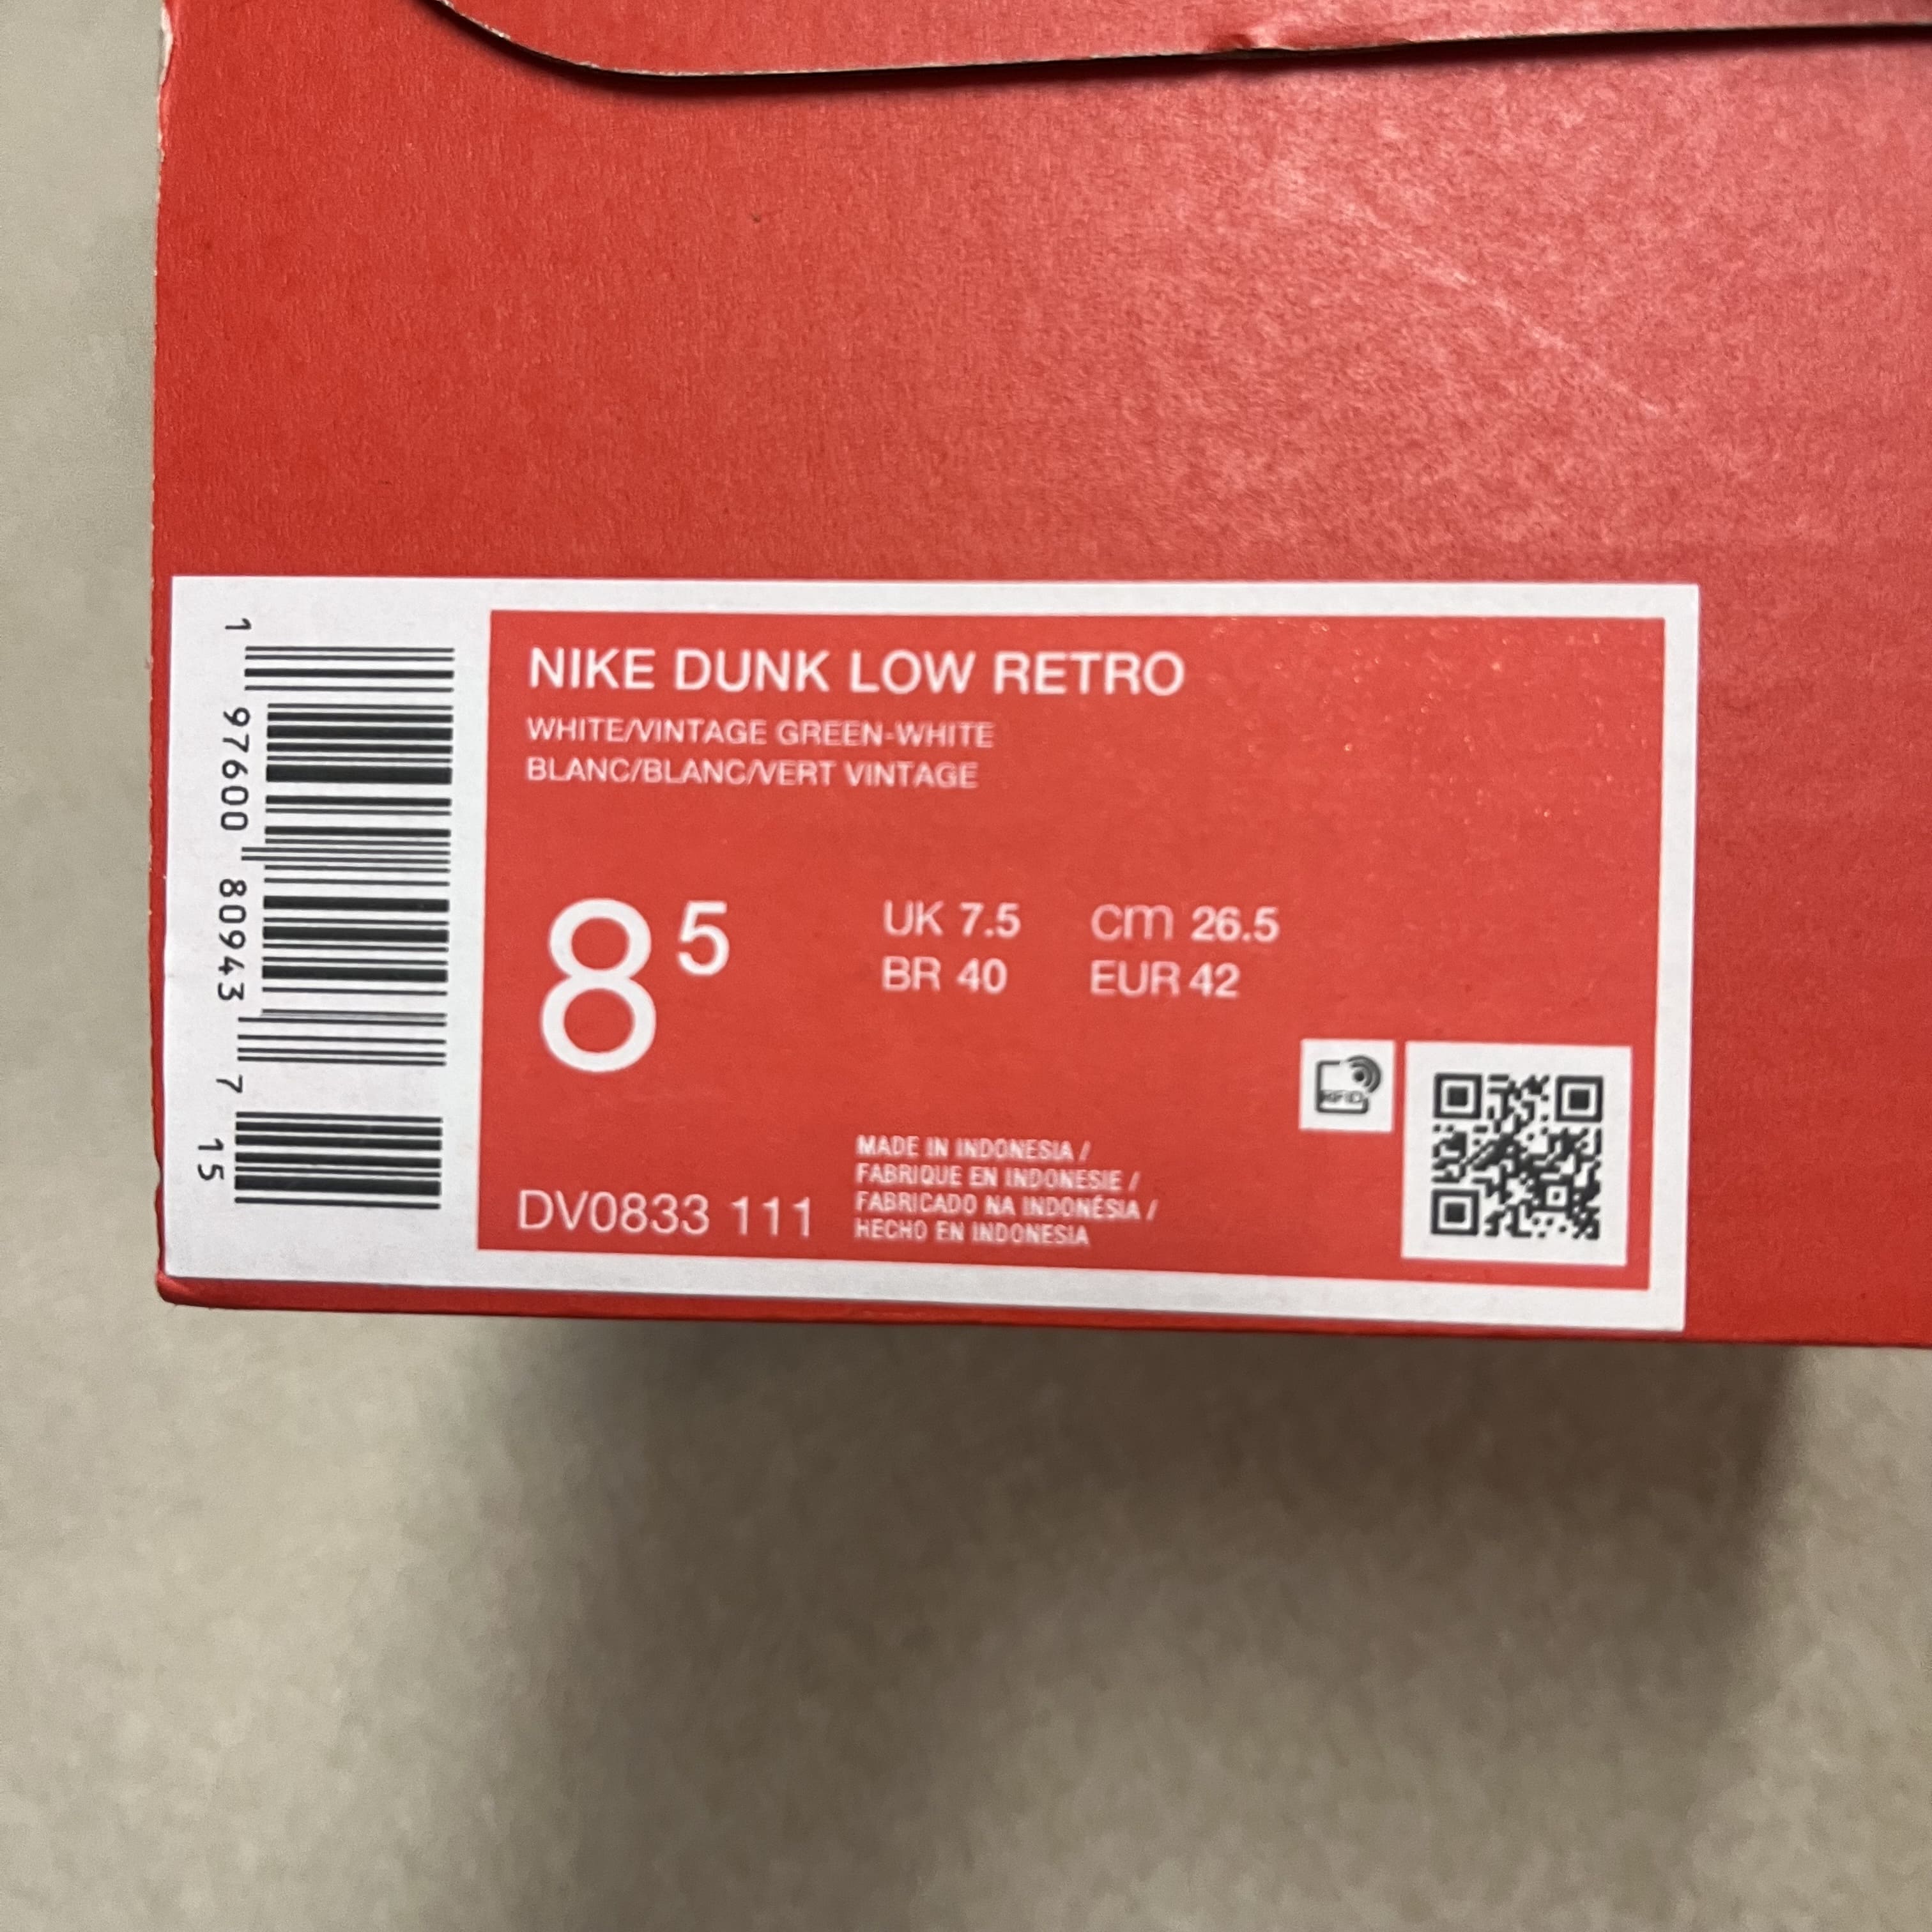 1 97600 80943 7 15
NIKE DUNK LOW RETRO
WHITE/VINTAGE GREEN-WHITE
BLANC/BLANC/VERT VINTAGE
8 5
UK 7.5 cm 26.5
BR 40 EUR 42
RFID
MADE IN INDONESIA /
FABRIQUE EN INDONESIE /
FABRICADO NA INDONÉSIA /
HECHO EN INDONESIA
DV0833 111